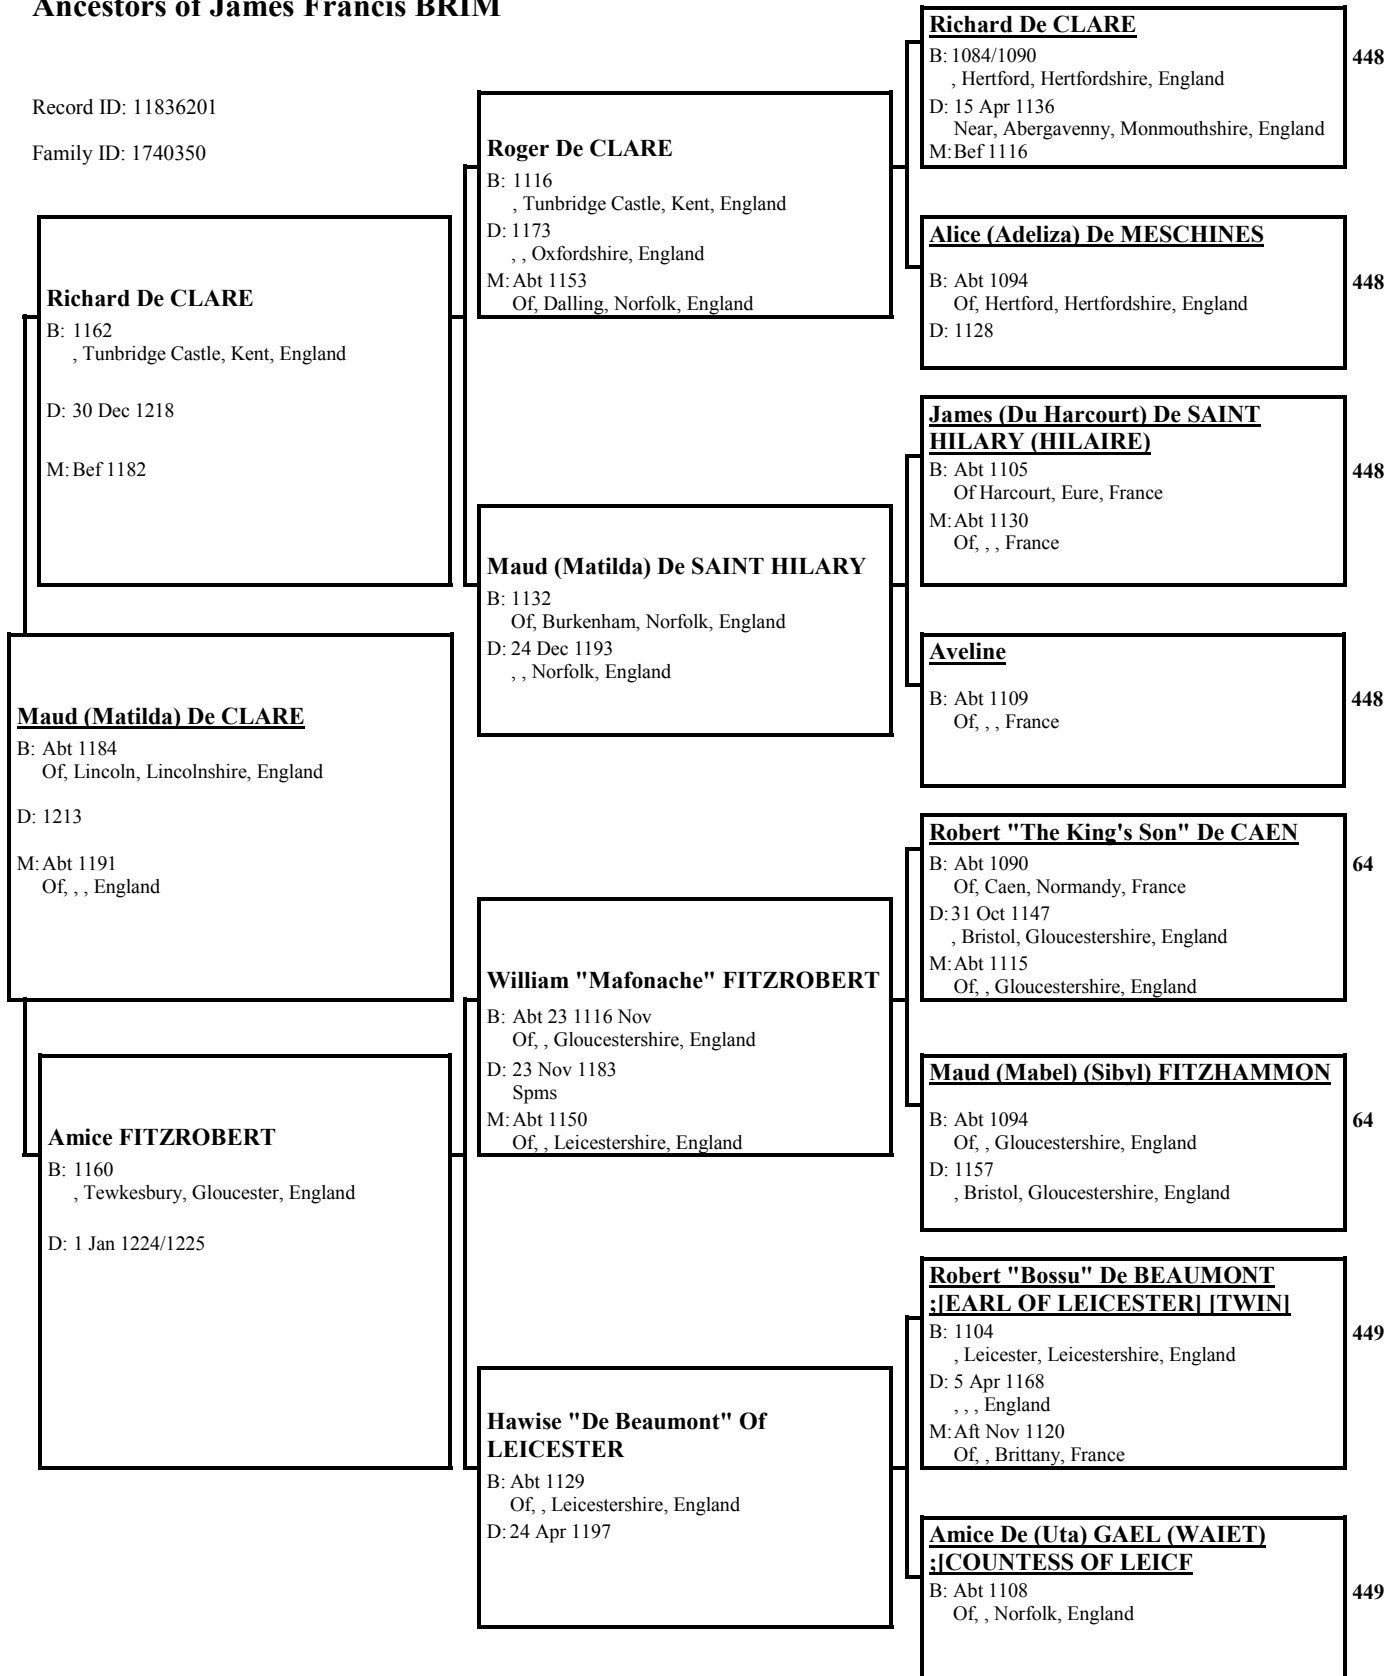 Ancestors of James Francis BRIM
Record ID: 11836201
Family ID: 1740350
Maud (Matilda) De CLARE
B: Abt 1184
Of, Lincoln, Lincolnshire, England
D: 1213
M: Abt 1191
Of, , , England
Richard De CLARE
B: 1162
, Tunbridge Castle, Kent, England
D: 30 Dec 1218
M: Bef 1182
Amice FITZROBERT
B: 1160
, Tewkesbury, Gloucester, England
D: 1 Jan 1224/1225
Roger De CLARE
B: 1116
, Tunbridge Castle, Kent, England
D: 1173
, , Oxfordshire, England
M: Abt 1153
Of, Dalling, Norfolk, England
Maud (Matilda) De SAINT HILARY
B: 1132
Of, Burkenham, Norfolk, England
D: 24 Dec 1193
, , Norfolk, England
William "Mafonache" FITZROBERT
B: Abt 23 1116 Nov
Of, , Gloucestershire, England
D: 23 Nov 1183
Spms
M: Abt 1150
Of, , Leicestershire, England
Hawise "De Beaumont" Of
LEICESTER
B: Abt 1129
Of, , Leicestershire, England
D: 24 Apr 1197
Richard De CLARE
B: 1084/1090
448
, Hertford, Hertfordshire, England
D: 15 Apr 1136
Near, Abergavenny, Monmouthshire, England
M: Bef 1116
Alice (Adeliza) De MESCHINES
B: Abt 1094
448
Of, Hertford, Hertfordshire, England
D: 1128
James (Du Harcourt) De SAINT
HILARY (HILAIRE)
B: Abt 1105
448
Of Harcourt, Eure, France
M: Abt 1130
Of, , , France
Aveline
B: Abt 1109
448
Of, , , France
Robert "The King's Son" De CAEN
B: Abt 1090
64
Of, Caen, Normandy, France
D: 31 Oct 1147
, Bristol, Gloucestershire, England
M: Abt 1115
Of, , Gloucestershire, England
Maud (Mabel) (Sibyl) FITZHAMMON
B: Abt 1094
64
Of, , Gloucestershire, England
D: 1157
, Bristol, Gloucestershire, England
Robert "Bossu" De BEAUMONT
;[EARL OF LEICESTER] [TWIN]
B: 1104
449
, Leicester, Leicestershire, England
D: 5 Apr 1168
, , , England
M: Aft Nov 1120
Of, , Brittany, France
Amice De (Uta) GAEL (WAIET)
;[COUNTESS OF LEICF
B: Abt 1108
449
Of, , Norfolk, England